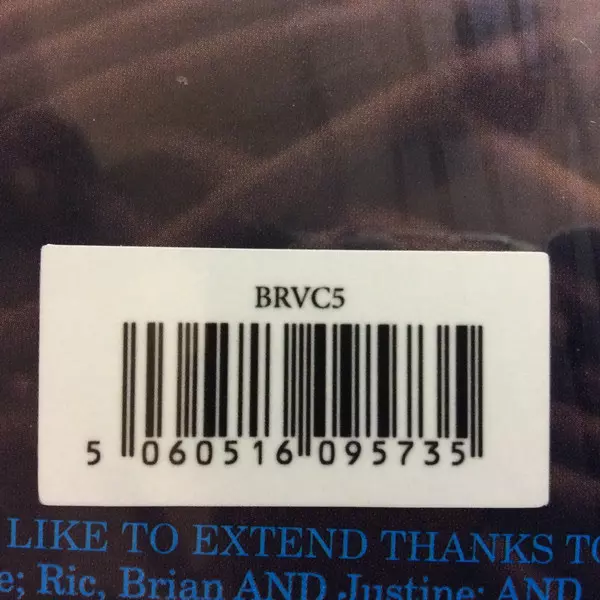 BRVC5
5 060516 095735
LIKE TO EXTEND THANKS TO
e; Ric, Brian AND Justine; AND